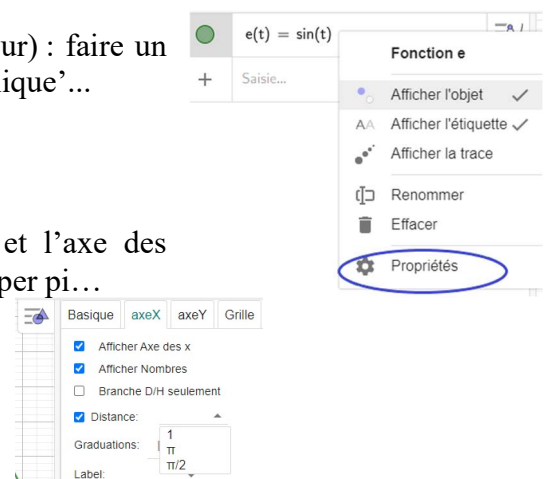 ur) : faire un
ique’...
e(t) = sin(t)
+ Saisie...
Fonction e
Afficher l'objet ✓
AA Afficher l'étiquette ✓
Afficher la trace
Renommer
Effacer
Propriétés
et l’axe des
per pi…
Basique axeX axeY Grille
Afficher Axe des x
Afficher Nombres
Branche D/H seulement
Distance:
1
Graduations:
π
π/2
Label: